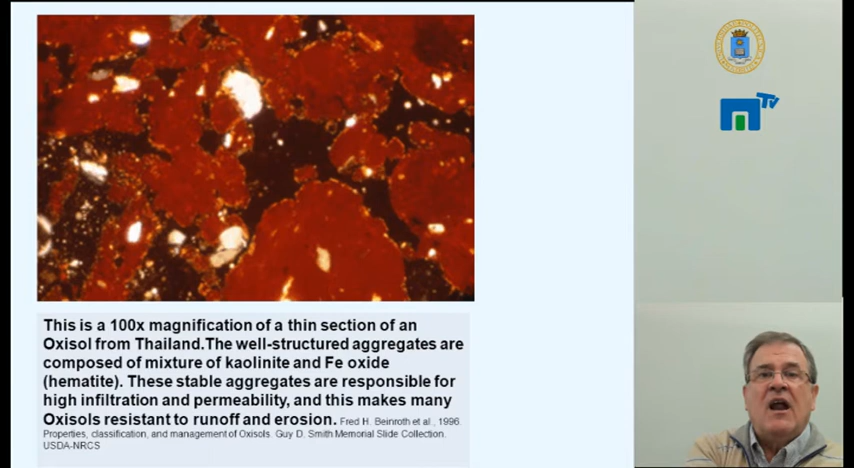 This is a 100x magnification of a thin section of an
Oxisol from Thailand.The well-structured aggregates are
composed of mixture of kaolinite and Fe oxide
(hematite). These stable aggregates are responsible for
high infiltration and permeability, and this makes many
Oxisols resistant to runoff and erosion. Fred H. Beinroth et al., 1996.
Properties, classification, and management of Oxisols. Guy D. Smith Memorial Slide Collection.
USDA-NRCS
Tv